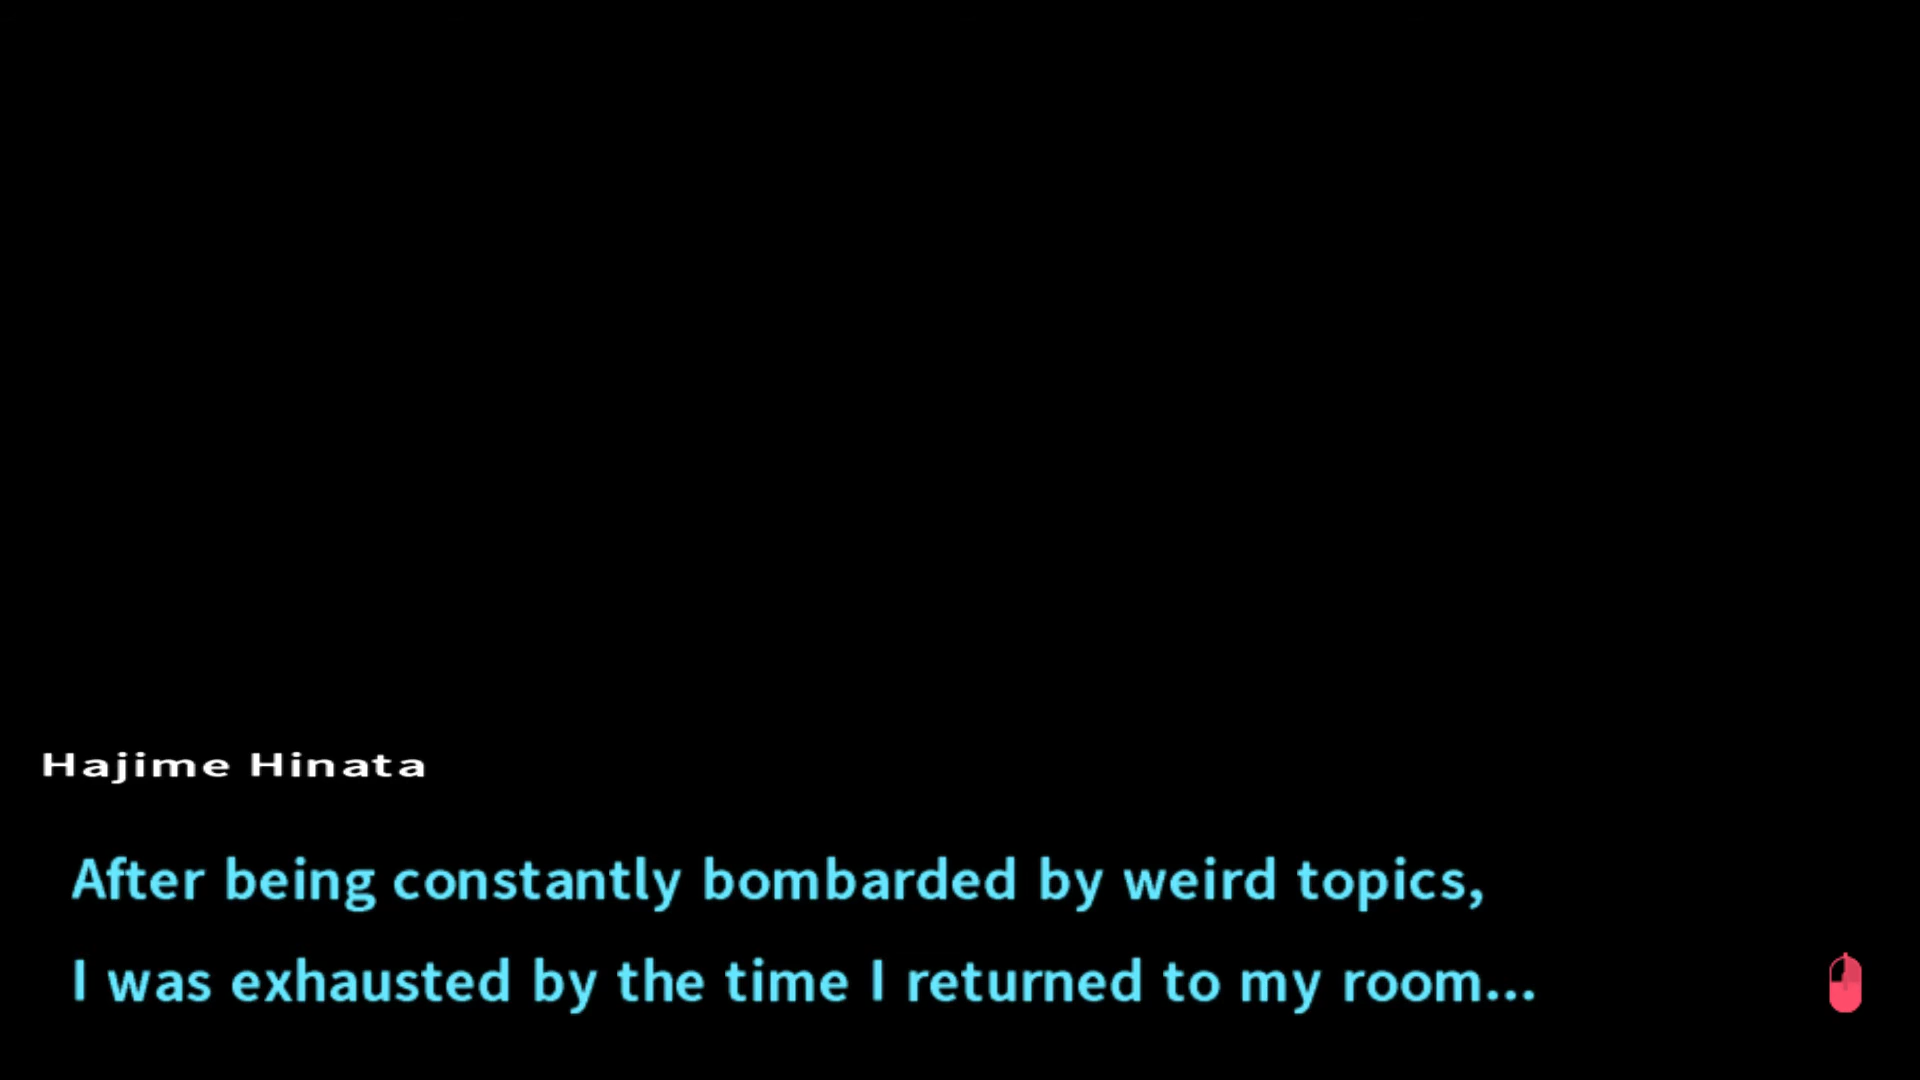 Hajime Hinata
After being constantly bombarded by weird topics,
I was exhausted by the time I returned to my room...